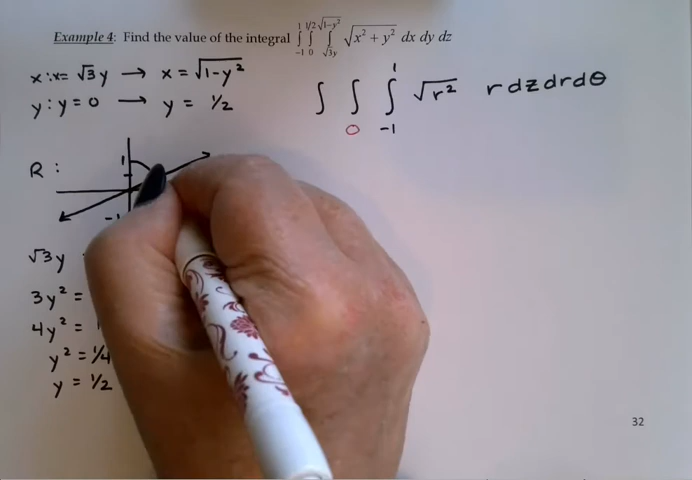 Example 4: Find the value of the integral ∫_{-1}^{1} ∫_{0}^{1/2} ∫_{√3y}^{√(1-y²)} √(x² + y²) dx dy dz
x : x = √3 y → x = √(1-y²)
y : y = 0 → y = 1/2
∫ ∫_{0} ∫_{-1}^{1} √r² r dz dr dθ
R :
1
-1
√3 y
3y² =
4y² = 1
y² = 1/4
y = 1/2
32